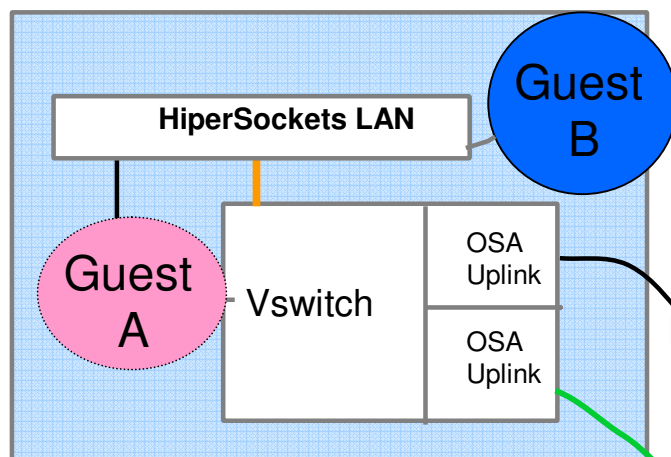 HiperSockets LAN
Guest
B
Guest
A
Vswitch
OSA
Uplink
OSA
Uplink